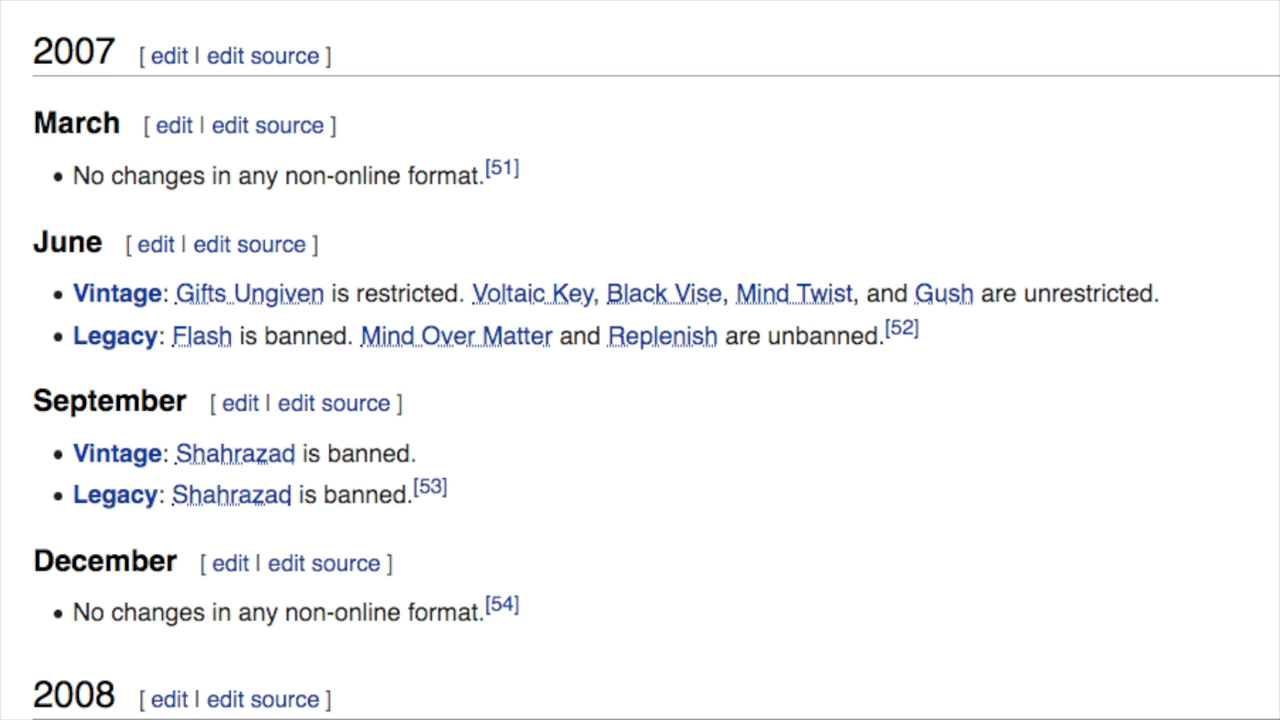 2007 [ edit | edit source ]
March [ edit | edit source ]
• No changes in any non-online format.[51]
June [ edit | edit source ]
• Vintage: Gifts Ungiven is restricted. Voltaic Key, Black Vise, Mind Twist, and Gush are unrestricted.
• Legacy: Flash is banned. Mind Over Matter and Replenish are unbanned.[52]
September [ edit | edit source ]
• Vintage: Shahrazad is banned.
• Legacy: Shahrazad is banned.[53]
December [ edit | edit source ]
• No changes in any non-online format.[54]
2008 [ edit | edit source ]